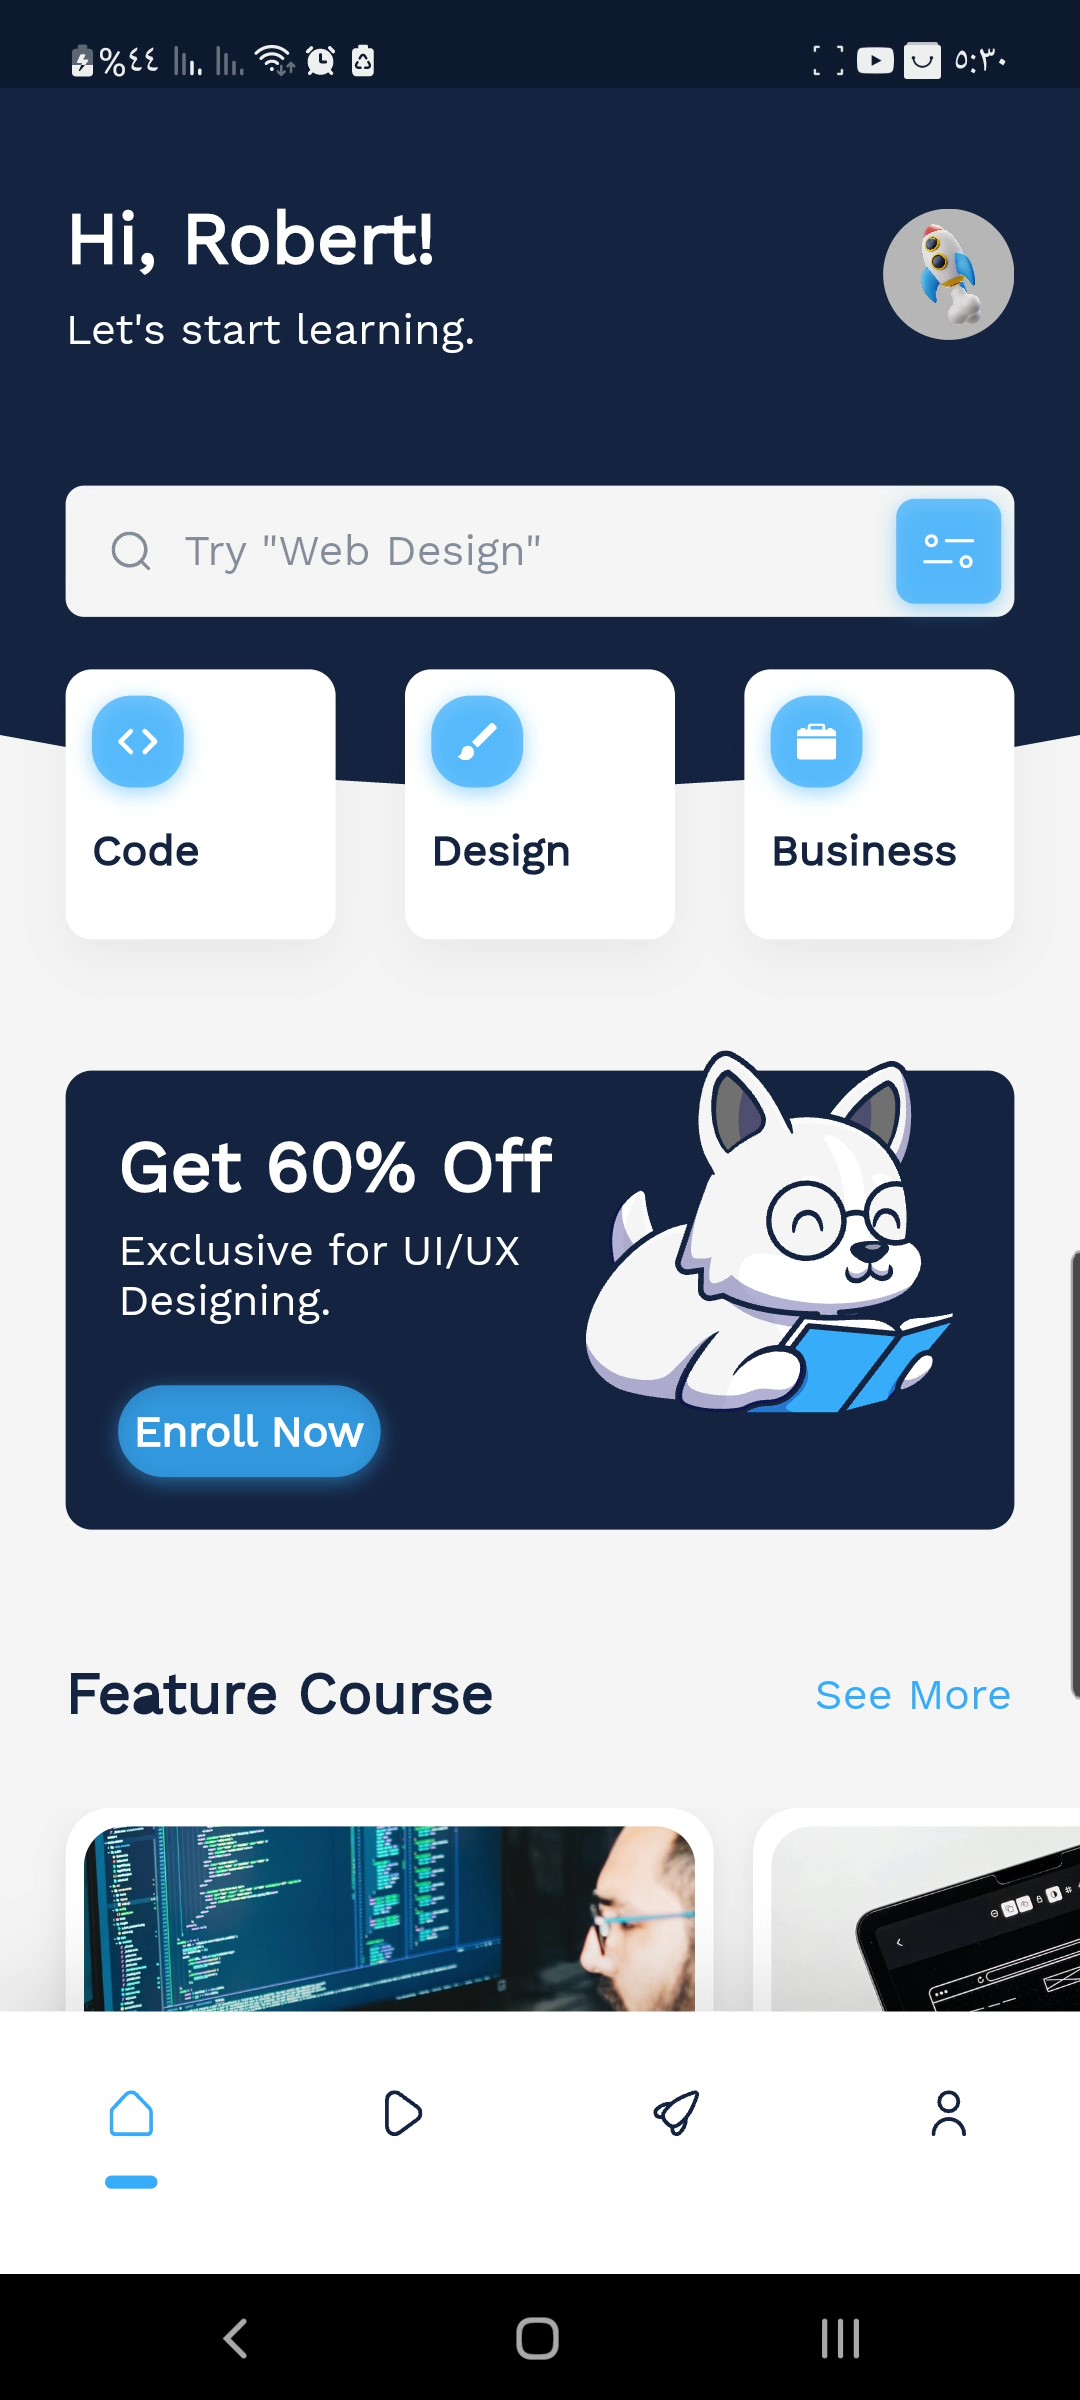 %٤٤
٥:٣٠
Hi, Robert!
Let's start learning.
Try "Web Design"
Code
Design
Business
Get 60% Off
Exclusive for UI/UX
Designing.
Enroll Now
Feature Course
See More